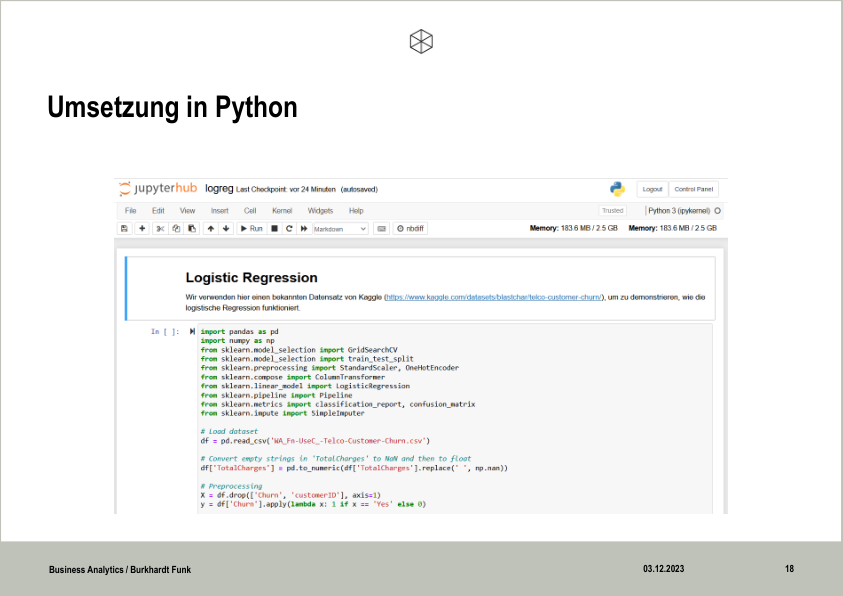 Umsetzung in Python
jupyterhub logreg Last Checkpoint: vor 24 Minuten (autosaved)
Logout Control Panel
File Edit View Insert Cell Kernel Widgets Help
Trusted Python 3 (ipykernel)
Run Markdown nbdiff
Memory: 183.6 MB / 2.5 GB Memory: 183.6 MB / 2.5 GB
Logistic Regression
Wir verwenden hier einen bekannten Datensatz von Kaggle (https://www.kaggle.com/datasets/blastchar/telco-customer-churn/), um zu demonstrieren, wie die
logistische Regression funktioniert.
In [ ]: import pandas as pd
import numpy as np
from sklearn.model_selection import GridSearchCV
from sklearn.model_selection import train_test_split
from sklearn.preprocessing import StandardScaler, OneHotEncoder
from sklearn.compose import ColumnTransformer
from sklearn.linear_model import LogisticRegression
from sklearn.pipeline import Pipeline
from sklearn.metrics import classification_report, confusion_matrix
from sklearn.impute import SimpleImputer
# Load dataset
df = pd.read_csv('WA_Fn-UseC_-Telco-Customer-Churn.csv')
# Convert empty strings in 'TotalCharges' to NaN and then to float
df['TotalCharges'] = pd.to_numeric(df['TotalCharges'].replace(' ', np.nan))
# Preprocessing
X = df.drop(['Churn', 'customerID'], axis=1)
y = df['Churn'].apply(lambda x: 1 if x == 'Yes' else 0)
Business Analytics / Burkhardt Funk
03.12.2023
18